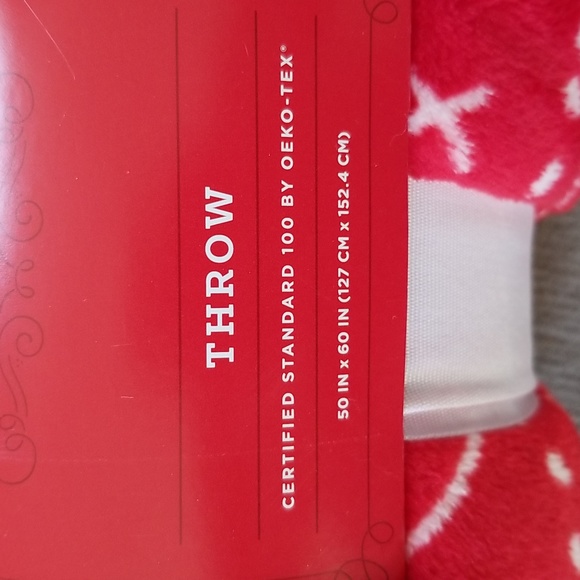 THROW
CERTIFIED STANDARD 100 BY OEKO-TEX®
50 IN x 60 IN (127 CM x 152.4 CM)